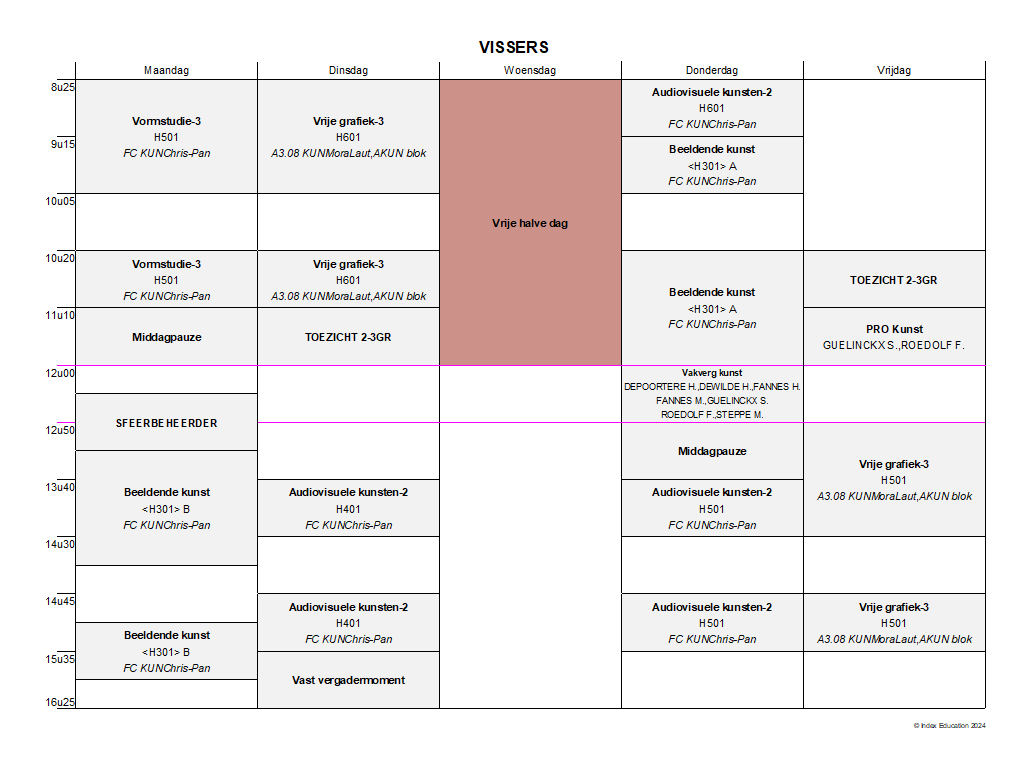 VISSERS
Maandag
Dinsdag
Woensdag
Donderdag
Vrijdag
8u25
9u15
10u05
10u20
11u10
12u00
12u50
13u40
14u30
14u45
15u35
16u25
Vormstudie-3
H501
FC KUNChris-Pan
Vormstudie-3
H501
FC KUNChris-Pan
Middagpauze
SFEERBEHEERDER
Beeldende kunst
<H301> B
FC KUNChris-Pan
Beeldende kunst
<H301> B
FC KUNChris-Pan
Vrije grafiek-3
H601
A3.08 KUNMoraLaut,AKUN blok
Vrije grafiek-3
H601
A3.08 KUNMoraLaut,AKUN blok
TOEZICHT 2-3GR
Audiovisuele kunsten-2
H401
FC KUNChris-Pan
Audiovisuele kunsten-2
H401
FC KUNChris-Pan
Vast vergadermoment
Vrije halve dag
Audiovisuele kunsten-2
H601
FC KUNChris-Pan
Beeldende kunst
<H301> A
FC KUNChris-Pan
Beeldende kunst
<H301> A
FC KUNChris-Pan
Vakverg kunst
DEPOORTERE H.,DEWILDE H.,FANNES H.
FANNES M.,GUELINCKX S.
ROEDOLF F.,STEPPE M.
Middagpauze
Audiovisuele kunsten-2
H501
FC KUNChris-Pan
Audiovisuele kunsten-2
H501
FC KUNChris-Pan
TOEZICHT 2-3GR
PRO Kunst
GUELINCKX S.,ROEDOLF F.
Vrije grafiek-3
H501
A3.08 KUNMoraLaut,AKUN blok
Vrije grafiek-3
H501
A3.08 KUNMoraLaut,AKUN blok
© Index Education 2024